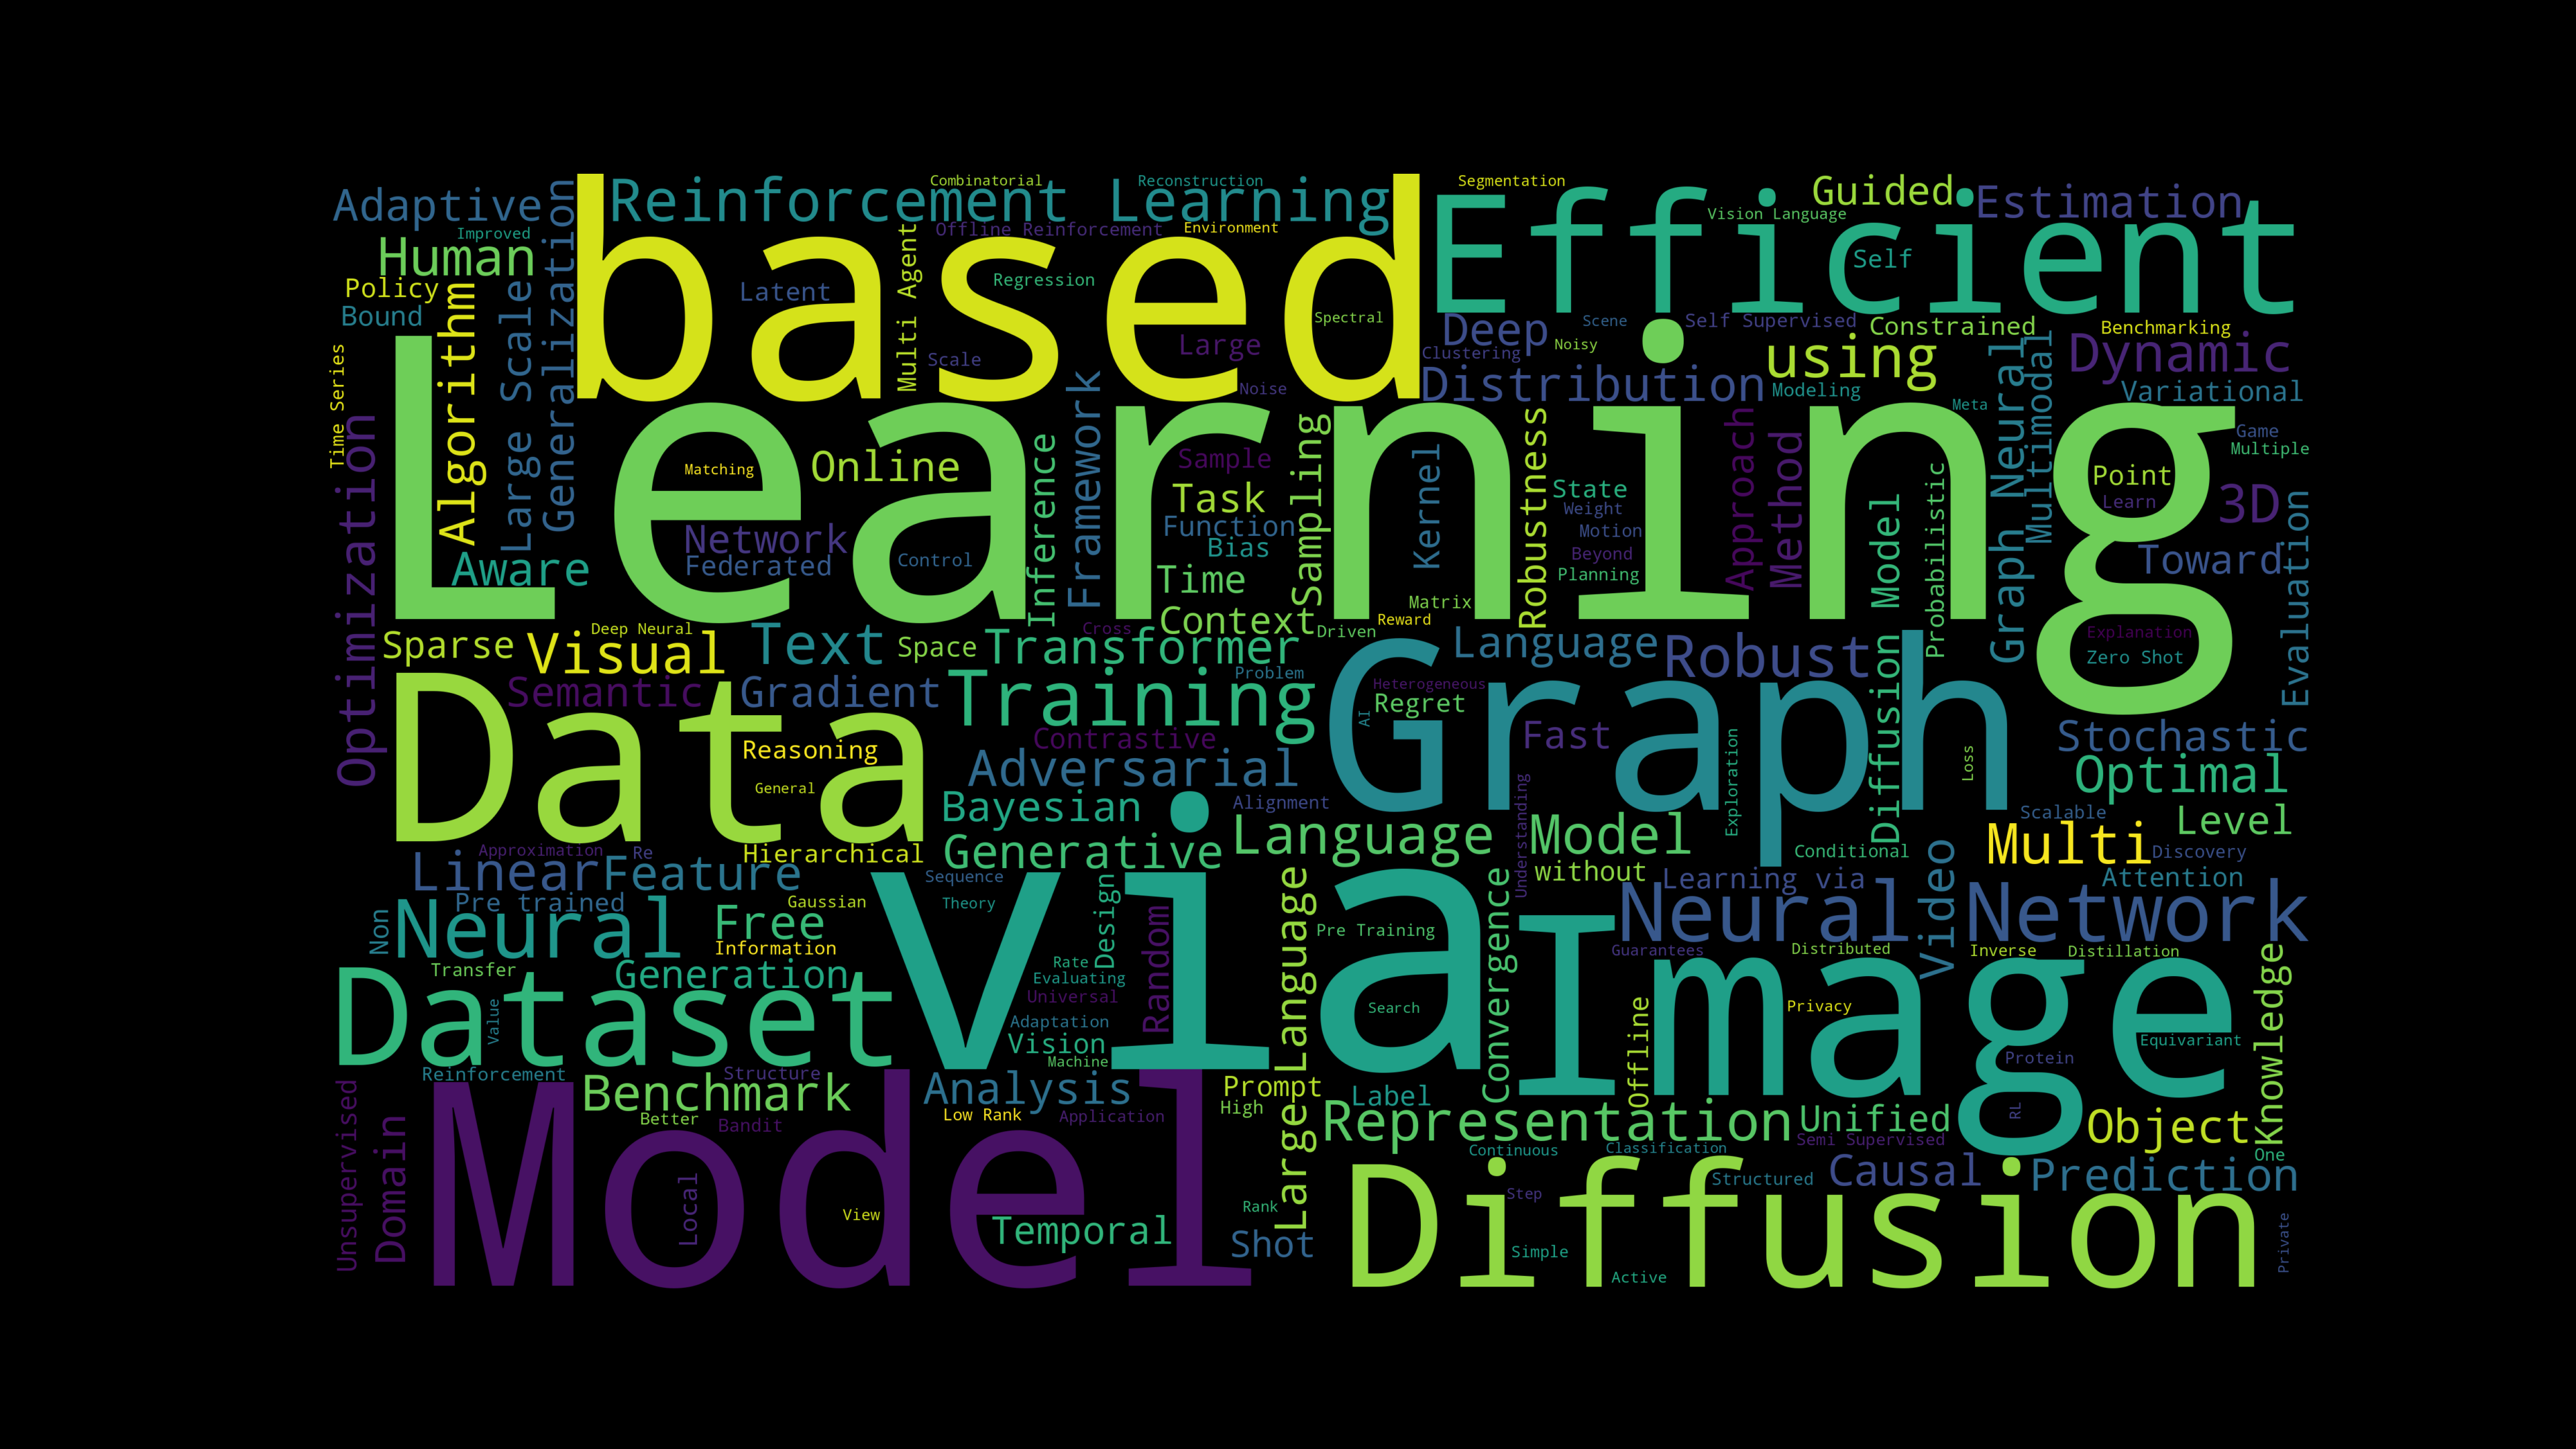 Adaptive
Improved
Human
Policy
Bound
Time Series
Algorithm
Large Scale
Generalization
Optimization
based
Reinforcement Learning
Combinatorial
Reconstruction
Offline Reinforcement
Environment
Latent
Multi Agent
Regression
Scale
Large
Noise
Spectral
Segmentation
Efficient
Vision Language
Guided
Estimation
Self
Deep
Scene
Self Supervised
Constrained
Benchmarking
Clustering
Noisy
Distribution
using
Modeling
Dynamic
Variational
Meta
Game
Multiple
Learning
Matching
Online
Network
Federated
Control
Aware
Inference
Framework
Sample
Task
Function
Bias
Time
Context
Sampling
Kernel
Matrix
Reward
Driven
Robustness
State
Weight
Motion
Beyond
Planning
Approach
Method
Model
Probabilistic
Graph Neural
Multimodal
Point
Learn
3D
Toward
Evaluation
Explanation
Zero Shot
Sparse
Deep Neural
Visual
Text
Space
Cross
Transformer
Semantic
Gradient
Training
Problem
Data
Reasoning
General
Contrastive
Adversarial
Bayesian
Alignment
Generative
Hierarchical
Graph
Language
Robust
Heterogeneous
Regret
AI
Fast
Exploration
Understanding
Diffusion Model
Loss
Stochastic
Optimal
Scalable
Level
Multi
Discovery
Language Model
Conditional
without
Learning via
Video
Attention
Approximation
Re
Linear
Feature
Pre trained
Non
Neural
Free
Gaussian
Information
Sequence
Theory
Design
via
Random
Transfer
Generation
Dataset
Value
Rate
Evaluating
Universal
Adaptation
Vision
Machine
Large Language
Pre Training
Search
Convergence
Neural Network
Guarantees
Distributed
Inverse
Distillation
Image
Offline
Privacy
Protein
Equivariant
Knowledge
RL
Reinforcement
Structure
Benchmark
Better
Bandit
Analysis
Low Rank
Application
Prompt
High
Label
Representation
Unified
Semi Supervised
Object
One
Unsupervised
Domain
Model
Local
View
Temporal
Rank
Shot
Continuous
Classification
Structured
Causal
Prediction
Step
Diffusion
Simple
Active
Private